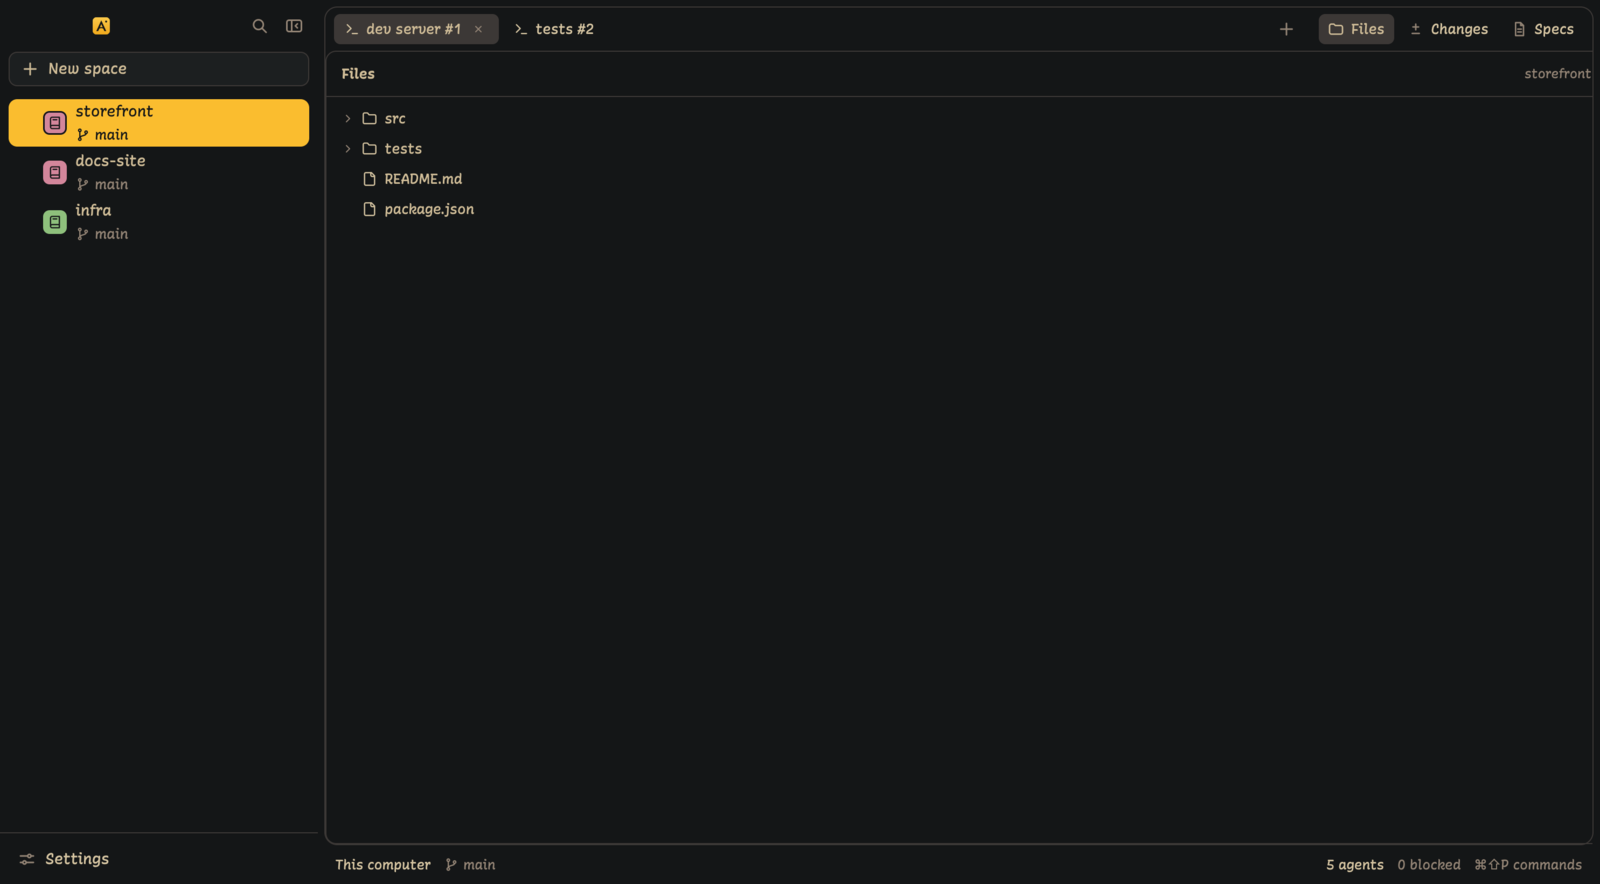 A
dev server #1
tests #2
Files
Changes
Specs
New space
Files
storefront
storefront
main
docs-site
main
infra
main
src
tests
README.md
package.json
Settings
This computer
main
5 agents
0 blocked
⌘⇧P commands